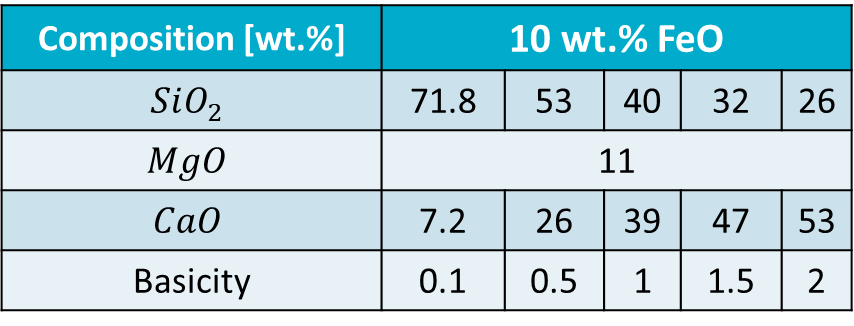 Composition [wt.%] 10 wt.% FeO
SiO₂ 71.8 53 40 32 26
MgO 11
CaO 7.2 26 39 47 53
Basicity 0.1 0.5 1 1.5 2